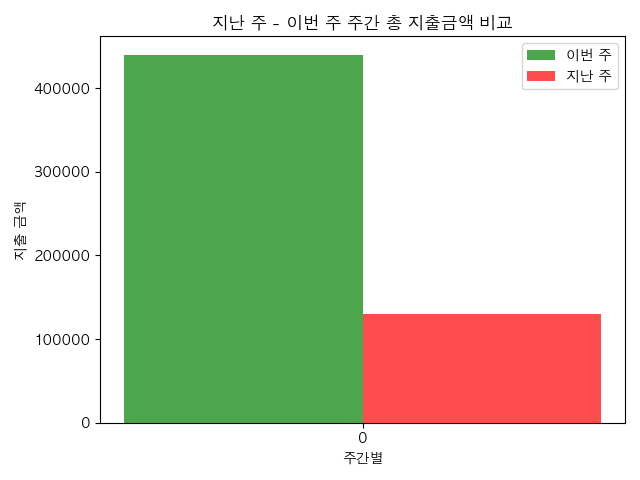 지난 주 - 이번 주 주간 총 지출금액 비교
이번 주
지난 주
400000
300000
200000
100000
0
지출 금액
0
주간별